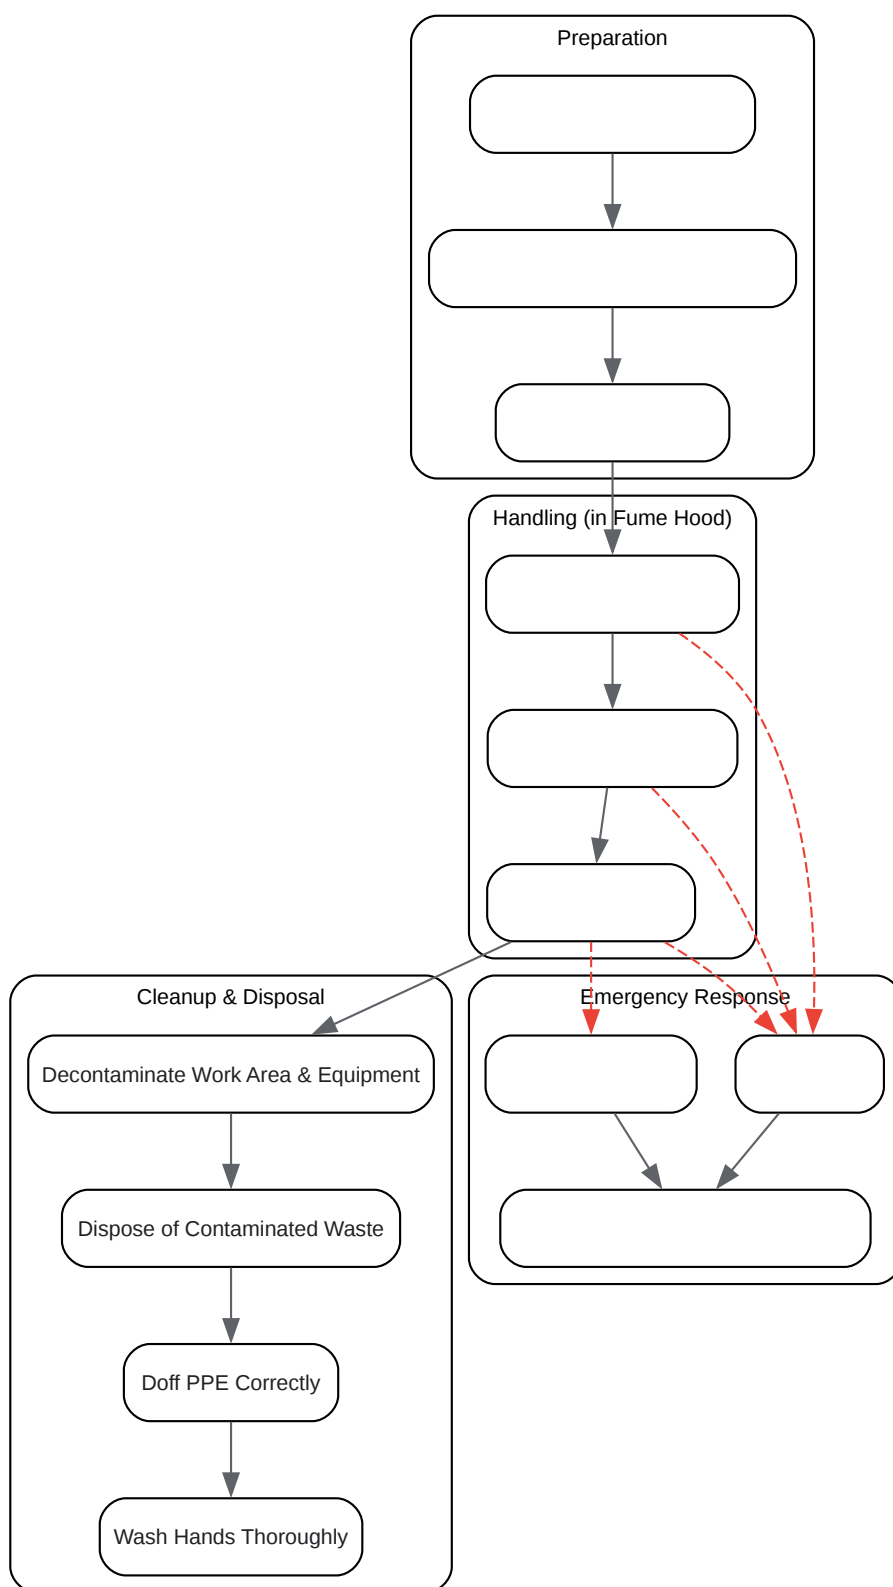 Preparation
Handling (in Fume Hood)
Cleanup & Disposal
Decontaminate Work Area & Equipment
Dispose of Contaminated Waste
Doff PPE Correctly
Wash Hands Thoroughly
Emergency Response